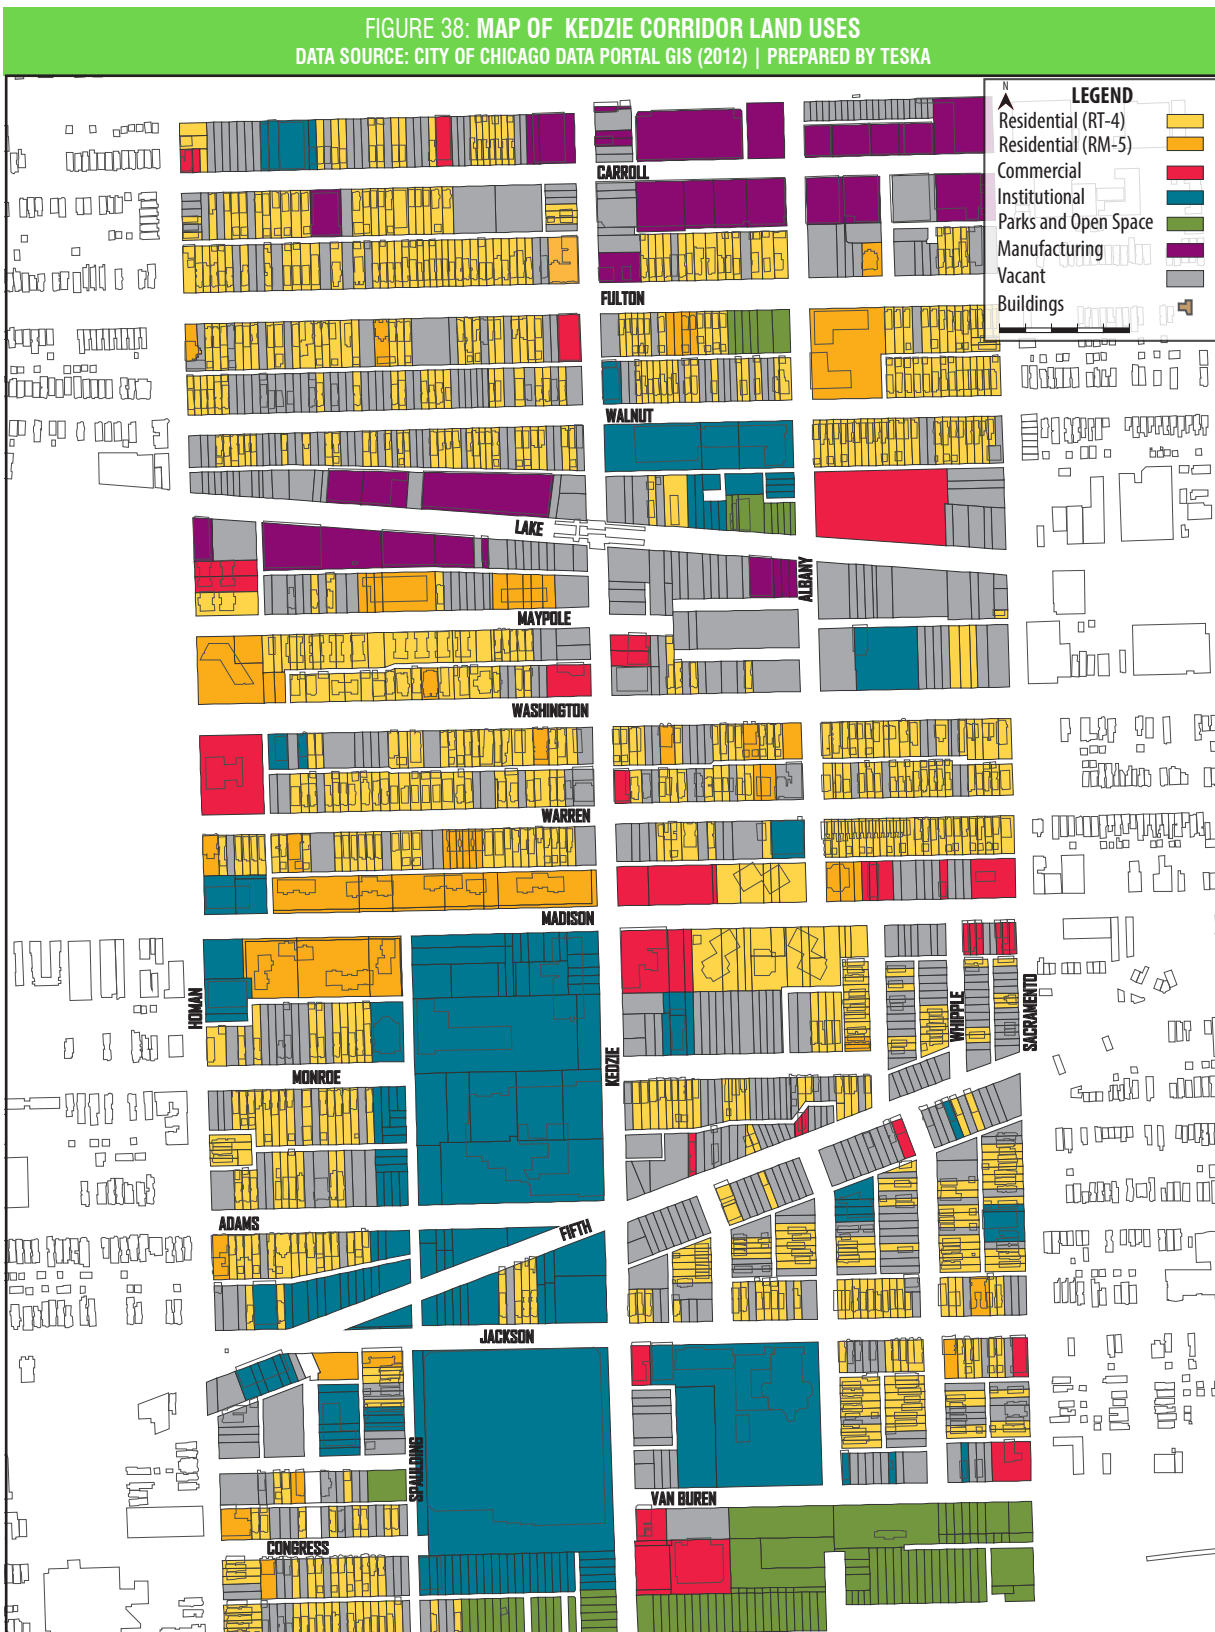 FIGURE 38: MAP OF KEDZIE CORRIDOR LAND USES
DATA SOURCE: CITY OF CHICAGO DATA PORTAL GIS (2012) | PREPARED BY TESKA
N
LEGEND
Residential (RT-4)
Residential (RM-5)
Commercial
Institutional
Parks and Open Space
Manufacturing
Vacant
Buildings
CARROLL
FULTON
WALNUT
LAKE
ALBANY
MAYPOLE
WASHINGTON
WARREN
MADISON
HOMAN
WHIPPLE
SACRAMENTO
KEDZIE
MONROE
ADAMS
FIFTH
JACKSON
SPAULDING
VAN BUREN
CONGRESS